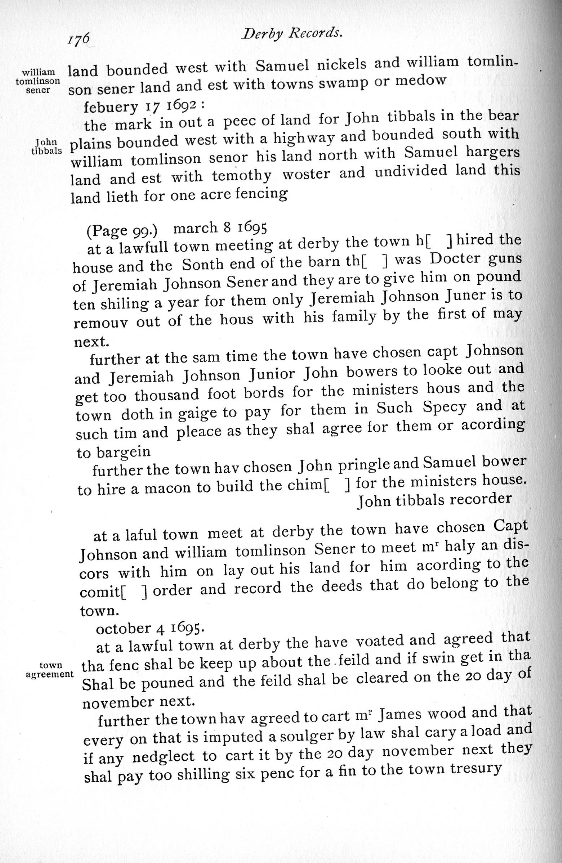 176
Derby Records.
william tomlinson sener
land bounded west with Samuel nickels and william tomlin-
son sener land and est with towns swamp or medow
febuery 17 1692 :
the mark in out a peec of land for John tibbals in the bear
John tibbals
plains bounded west with a highway and bounded south with
william tomlinson senor his land north with Samuel hargers
land and est with temothy woster and undivided land this
land lieth for one acre fencing
(Page 99.) march 8 1695
at a lawfull town meeting at derby the town h[ ] hired the
house and the Sonth end of the barn th[ ] was Docter guns
of Jeremiah Johnson Sener and they are to give him on pound
ten shiling a year for them only Jeremiah Johnson Juner is to
remouv out of the hous with his family by the first of may
next.
further at the sam time the town have chosen capt Johnson
and Jeremiah Johnson Junior John bowers to looke out and
get too thousand foot bords for the ministers hous and the
town doth in gaige to pay for them in Such Specy and at
such tim and pleace as they shal agree for them or acording
to bargein
further the town hav chosen John pringle and Samuel bower
to hire a macon to build the chim[ ] for the ministers house.
John tibbals recorder
at a laful town meet at derby the town have chosen Capt
Johnson and william tomlinson Sener to meet mr haly an dis-
cors with him on lay out his land for him acording to the
comit[ ] order and record the deeds that do belong to the
town.
october 4 1695.
at a lawful town at derby the have voated and agreed that
town agreement
tha fenc shal be keep up about the feild and if swin get in tha
Shal be pouned and the feild shal be cleared on the 20 day of
november next.
further the town hav agreed to cart mr James wood and that
every on that is imputed a soulger by law shal cary a load and
if any nedglect to cart it by the 20 day november next they
shal pay too shilling six penc for a fin to the town tresury